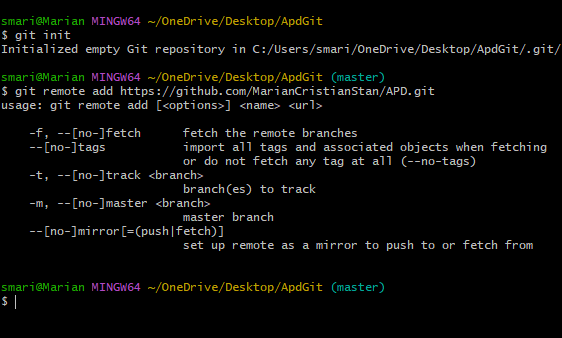 smari@Marian MINGW64 ~/OneDrive/Desktop/ApdGit
$ git init
Initialized empty Git repository in C:/Users/smari/OneDrive/Desktop/ApdGit/.git/
smari@Marian MINGW64 ~/OneDrive/Desktop/ApdGit (master)
$ git remote add https://github.com/MarianCristianStan/APD.git
usage: git remote add [<options>] <name> <url>
-f, --[no-]fetch      fetch the remote branches
--[no-]tags           import all tags and associated objects when fetching
or do not fetch any tag at all (--no-tags)
-t, --[no-]track <branch>
branch(es) to track
-m, --[no-]master <branch>
master branch
--[no-]mirror[=(push|fetch)]
set up remote as a mirror to push to or fetch from
smari@Marian MINGW64 ~/OneDrive/Desktop/ApdGit (master)
$